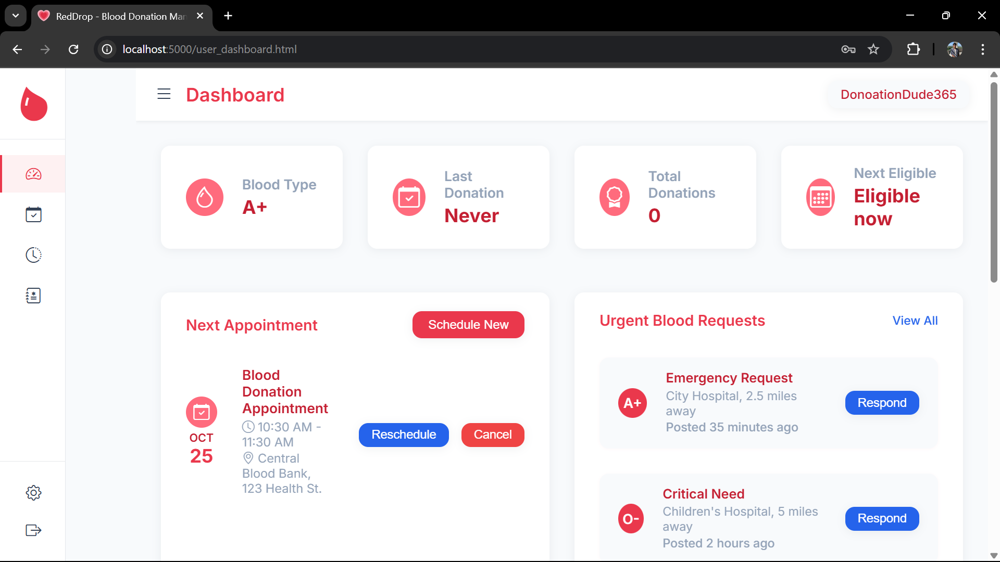 RedDrop - Blood Donation Mar
localhost:5000/user_dashboard.html
Dashboard
DonoationDude365
Blood Type
A+
Last
Donation
Never
Total
Donations
0
Next Eligible
Eligible
now
Next Appointment
Schedule New
OCT
25
Blood
Donation
Appointment
10:30 AM -
11:30 AM
Central
Blood Bank,
123 Health St.
Reschedule
Cancel
Urgent Blood Requests
View All
A+
Emergency Request
City Hospital, 2.5 miles
away
Posted 35 minutes ago
Respond
O-
Critical Need
Children's Hospital, 5 miles
away
Posted 2 hours ago
Respond